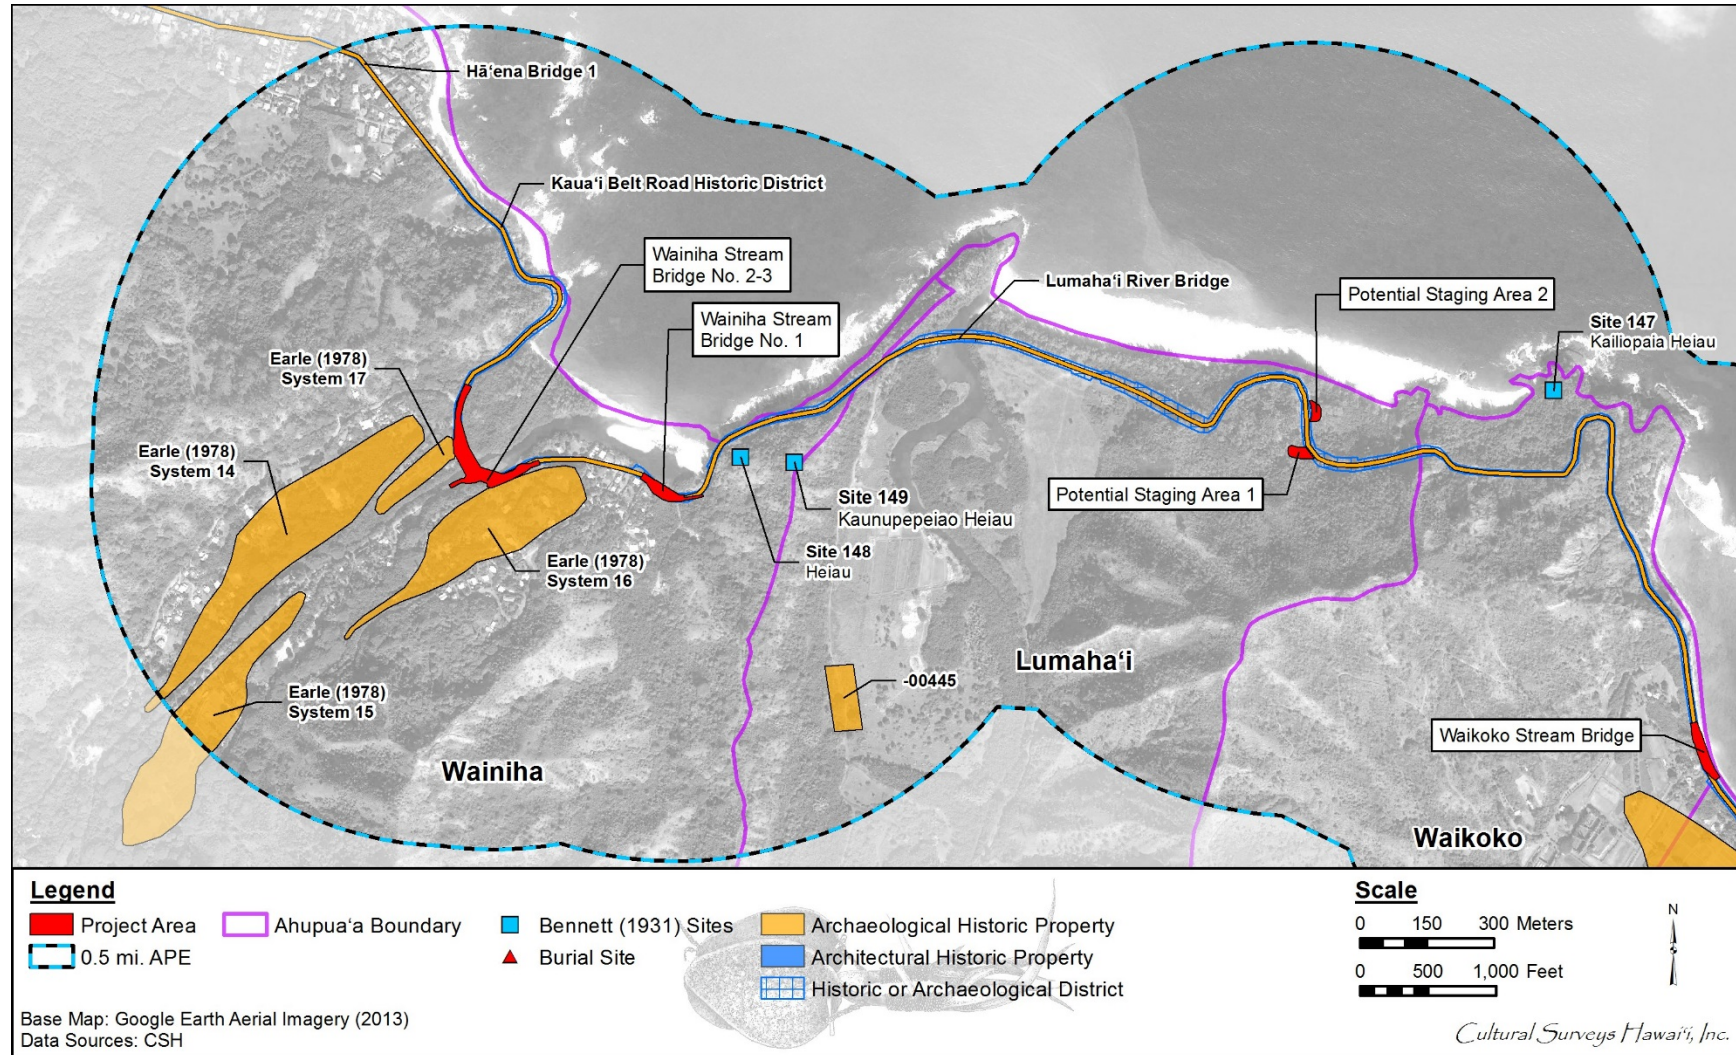 Hā‘ena Bridge 1
Kaua‘i Belt Road Historic District
Wainiha Stream
Bridge No. 2-3
Wainiha Stream
Bridge No. 1
Lumaha‘i River Bridge
Potential Staging Area 2
Site 147
Kailiopaia Heiau
Earle (1978)
System 17
Earle (1978)
System 14
Potential Staging Area 1
Site 149
Kaunupepeiao Heiau
Site 148
Heiau
Earle (1978)
System 16
Earle (1978)
System 15
Lumaha‘i
-00445
Wainiha
Waikoko Stream Bridge
Waikoko
Legend
Project Area
0.5 mi. APE
Ahupua‘a Boundary
Bennett (1931) Sites
Burial Site
Archaeological Historic Property
Architectural Historic Property
Historic or Archaeological District
Scale
0 150 300 Meters
0 500 1,000 Feet
N
Base Map: Google Earth Aerial Imagery (2013)
Data Sources: CSH
Cultural Surveys Hawai‘i, Inc.